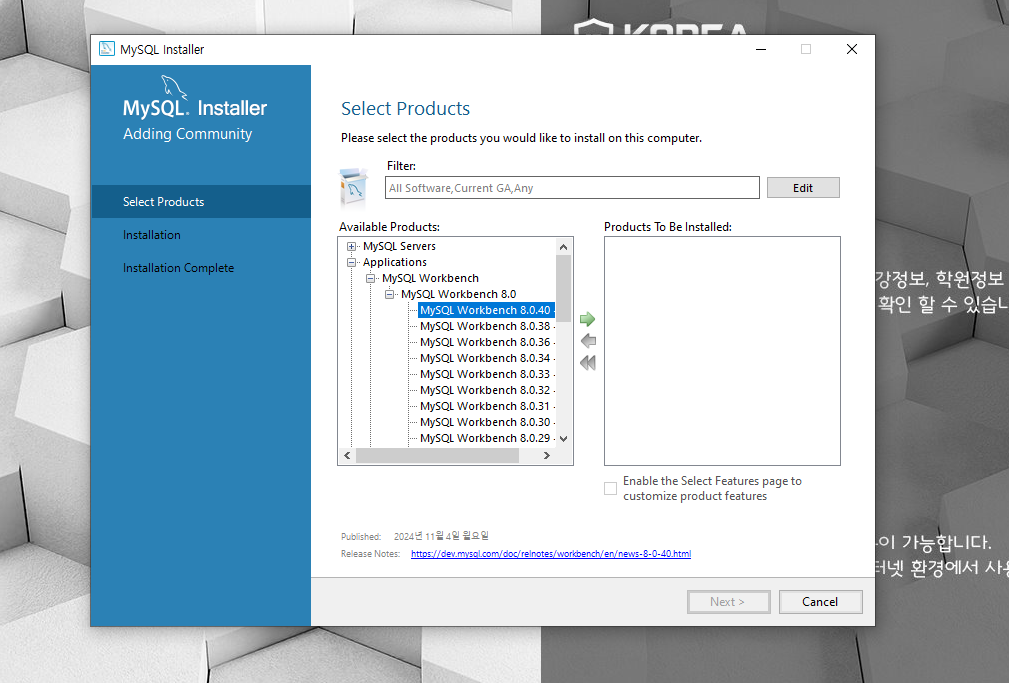 KOREA
MySQL Installer
MySQL. Installer
Adding Community
Select Products
Installation
Installation Complete
Select Products
Please select the products you would like to install on this computer.
Filter:
All Software,Current GA,Any
Edit
Available Products:
MySQL Servers
Applications
MySQL Workbench
MySQL Workbench 8.0
MySQL Workbench 8.0.40 -
MySQL Workbench 8.0.38 -
MySQL Workbench 8.0.36 -
MySQL Workbench 8.0.34 -
MySQL Workbench 8.0.33 -
MySQL Workbench 8.0.32 -
MySQL Workbench 8.0.31 -
MySQL Workbench 8.0.30 -
MySQL Workbench 8.0.29 -
Products To Be Installed:
Enable the Select Features page to
customize product features
Published: 2024년 11월 4일 월요일
Release Notes: https://dev.mysql.com/doc/relnotes/workbench/en/news-8-0-40.html
Next >
Cancel
강정보, 학원정보
확인 할 수 있습니
이 가능합니다.
터넷 환경에서 사용